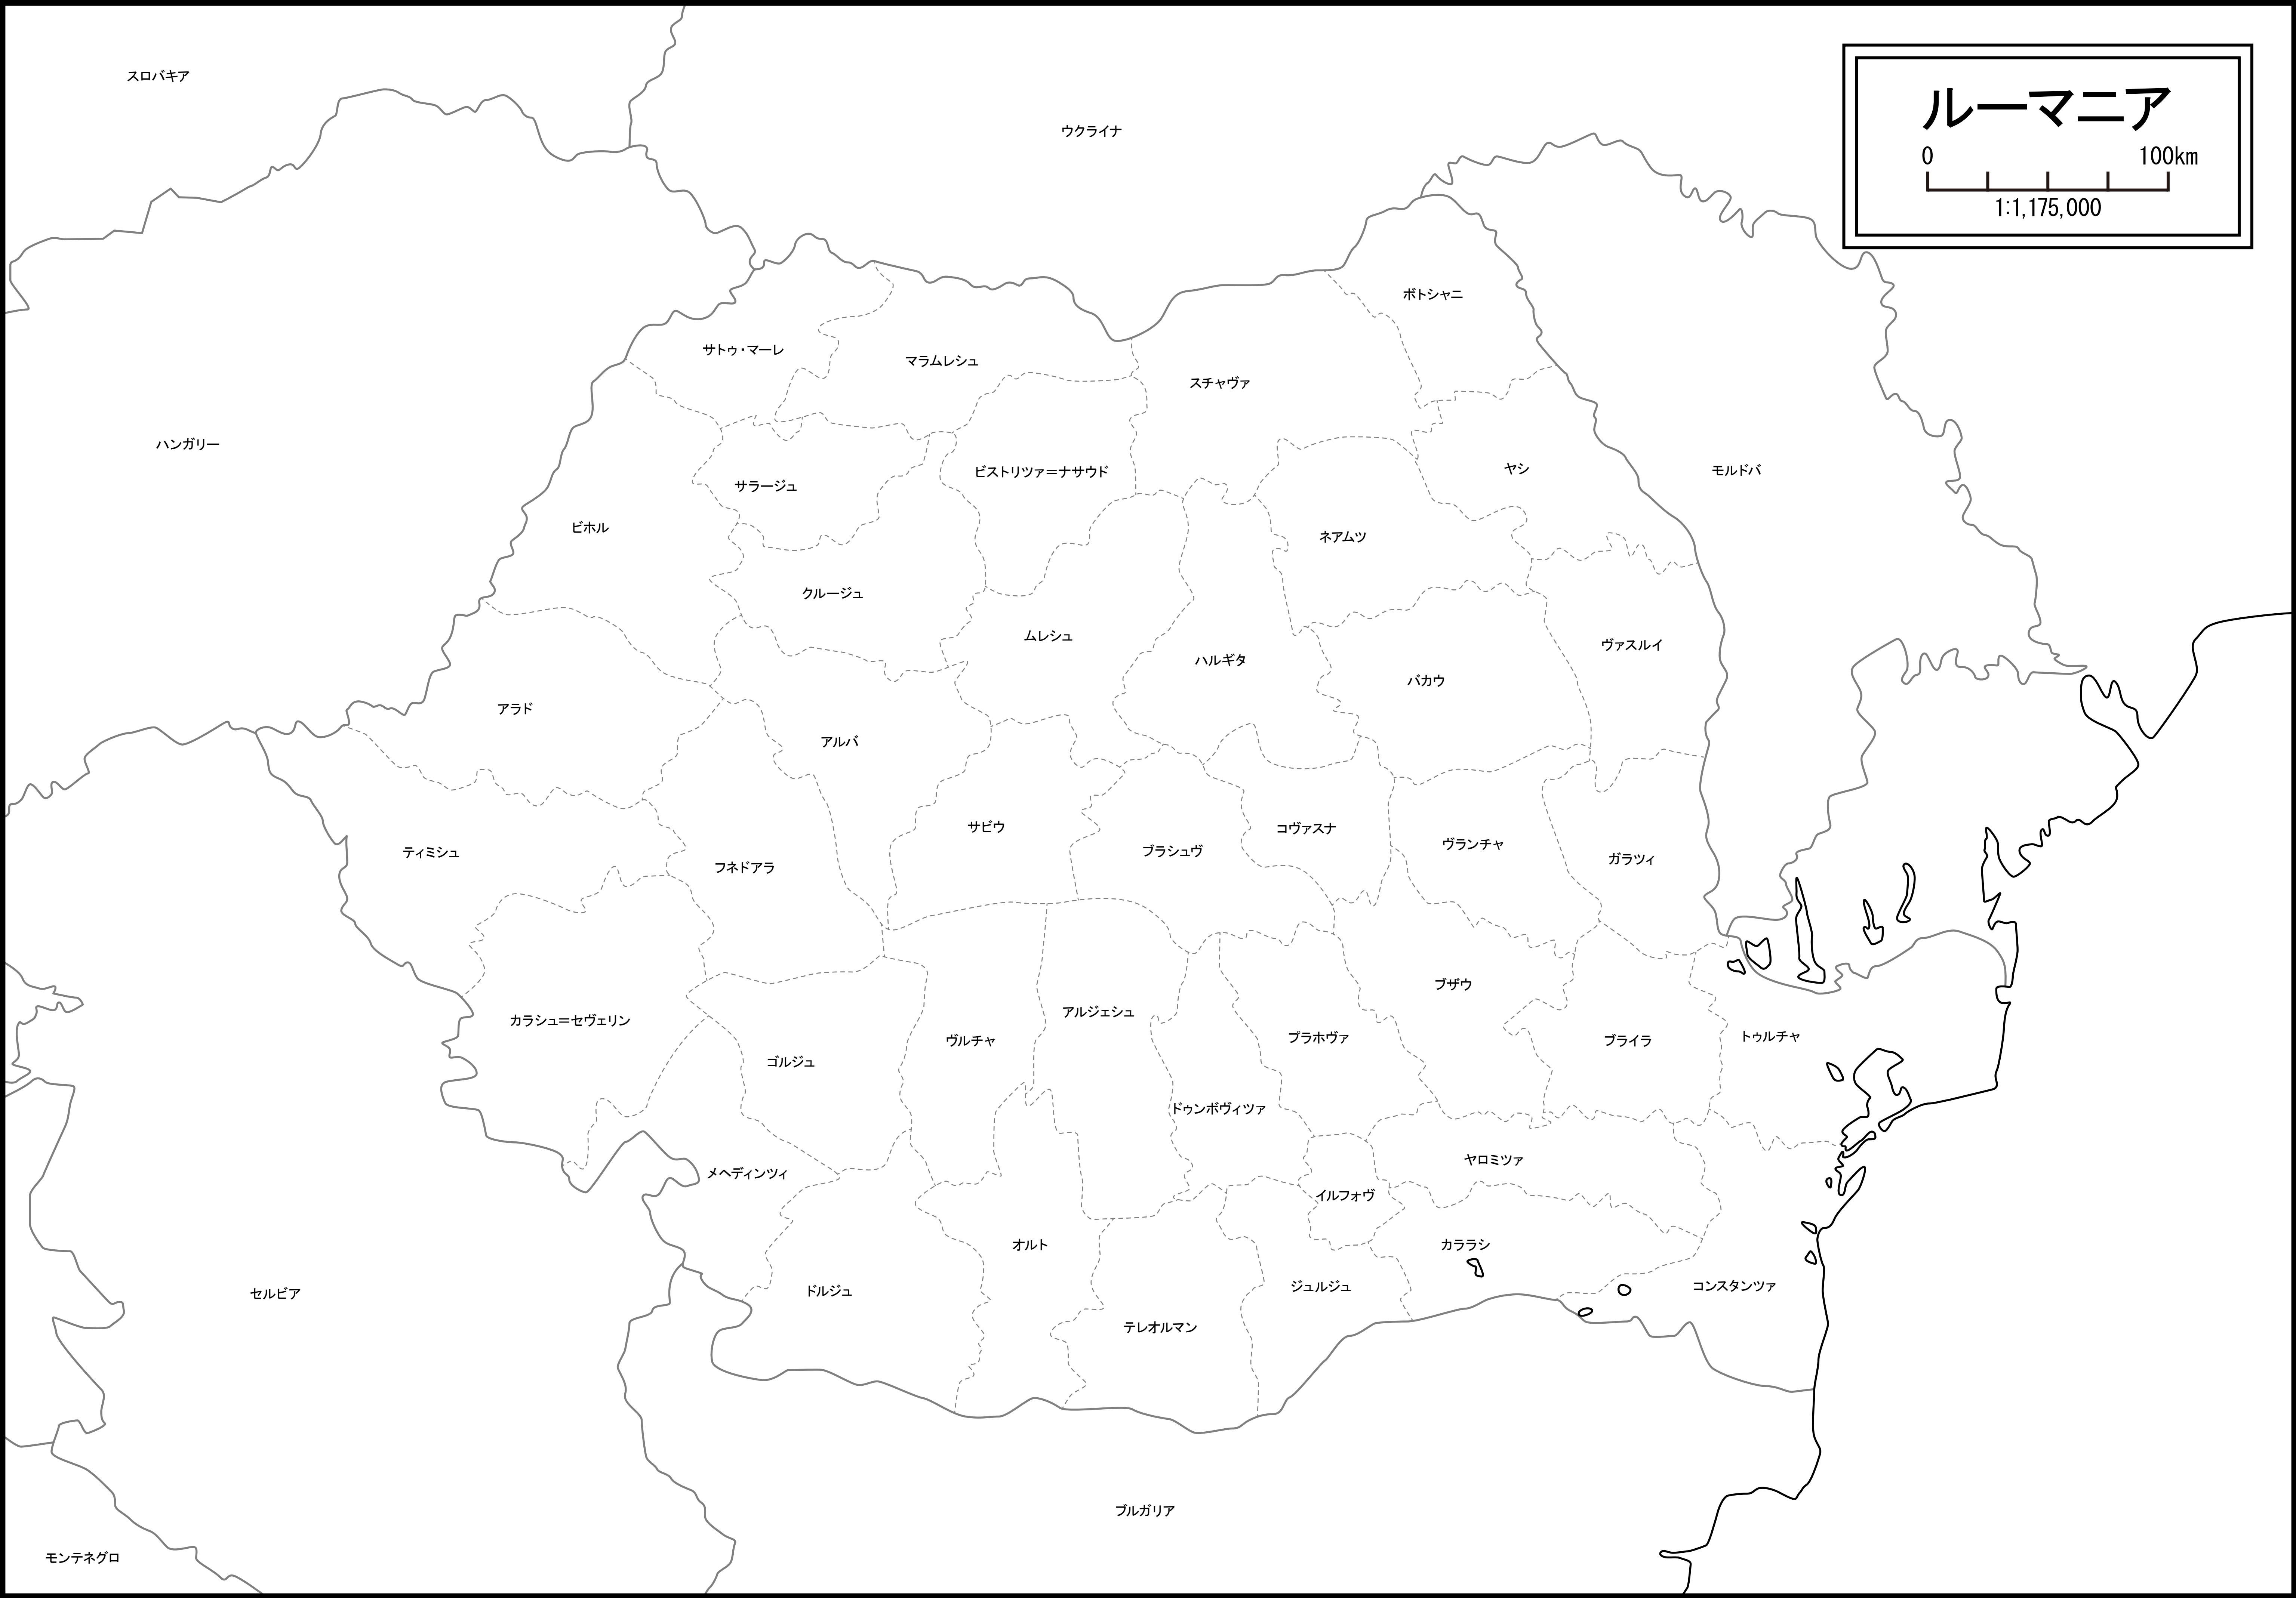 スロバキア
ルーマニア
0 100km
1:1,175,000
ウクライナ
ボトシャニ
サトゥ・マーレ
マラムレシュ
スチャヴァ
ハンガリー
ビストリツァ＝ナサウド
ヤシ
モルドバ
サラージュ
ビホル
ネアムツ
クルージュ
ムレシュ
ヴァスルイ
ハルギタ
バカウ
アラド
アルバ
サビウ
コヴァスナ
ティミシュ
ブラシュヴ
ヴランチャ
ガラツィ
フネドアラ
ブザウ
アルジェシュ
カラシュ＝セヴェリン
プラホヴァ
トゥルチャ
ヴルチャ
ブライラ
ゴルジュ
ドゥンボヴィツァ
ヤロミツァ
メヘディンツィ
イルフォヴ
オルト
カララシ
ジュルジュ
コンスタンツァ
セルビア
ドルジュ
テレオルマン
ブルガリア
モンテネグロ